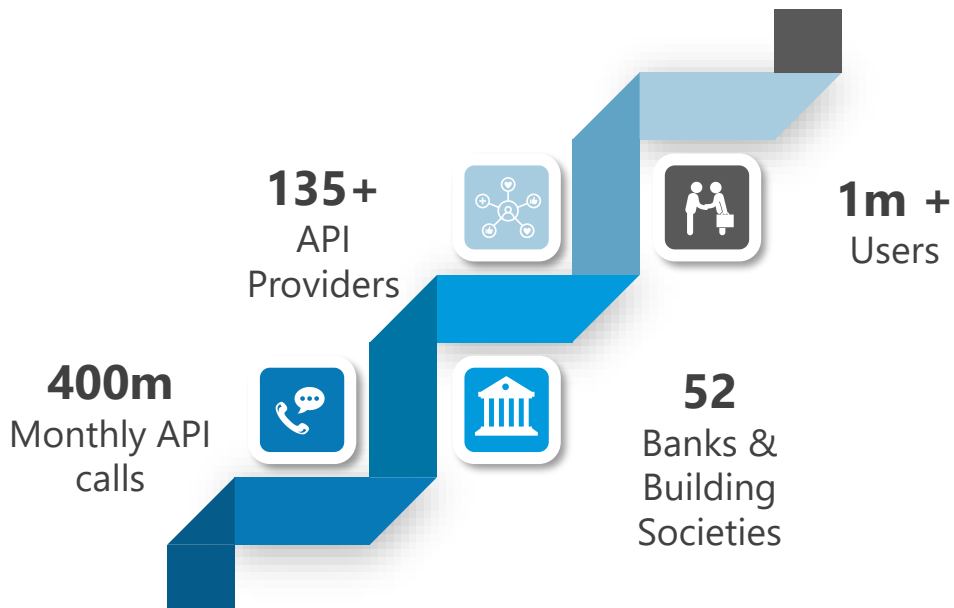 135+
API
Providers
1m +
Users
400m
Monthly API
calls
52
Banks &
Building
Societies